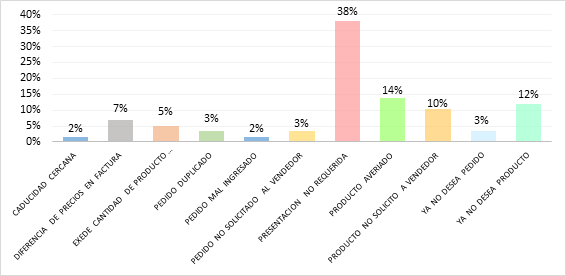 40%
35%
30%
25%
20%
15%
10%
5%
0%
2%
7%
5%
3%
2%
3%
38%
14%
10%
3%
12%
CADUCIDAD CERCANA
DIFERENCIA DE PRECIOS EN FACTURA
EXEDE CANTIDAD DE PRODUCTO...
PEDIDO DUPLICADO
PEDIDO MAL INGRESADO
PEDIDO NO SOLICITADO AL VENDEDOR
PRESENTACION NO REQUERIDA
PRODUCTO AVERIADO
PRODUCTO NO SOLICITO A VENDEDOR
YA NO DESEA PEDIDO
YA NO DESEA PRODUCTO